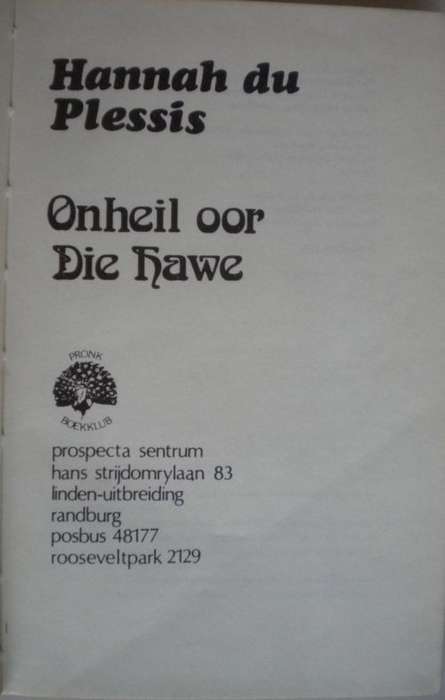 Hannah du
Plessis
Onheil oor
Die Hawe
PRONK
BOEKKLUB
prospecta sentrum
hans strijdomrylaan 83
linden-uitbreiding
randburg
posbus 48177
rooseveltpark 2129